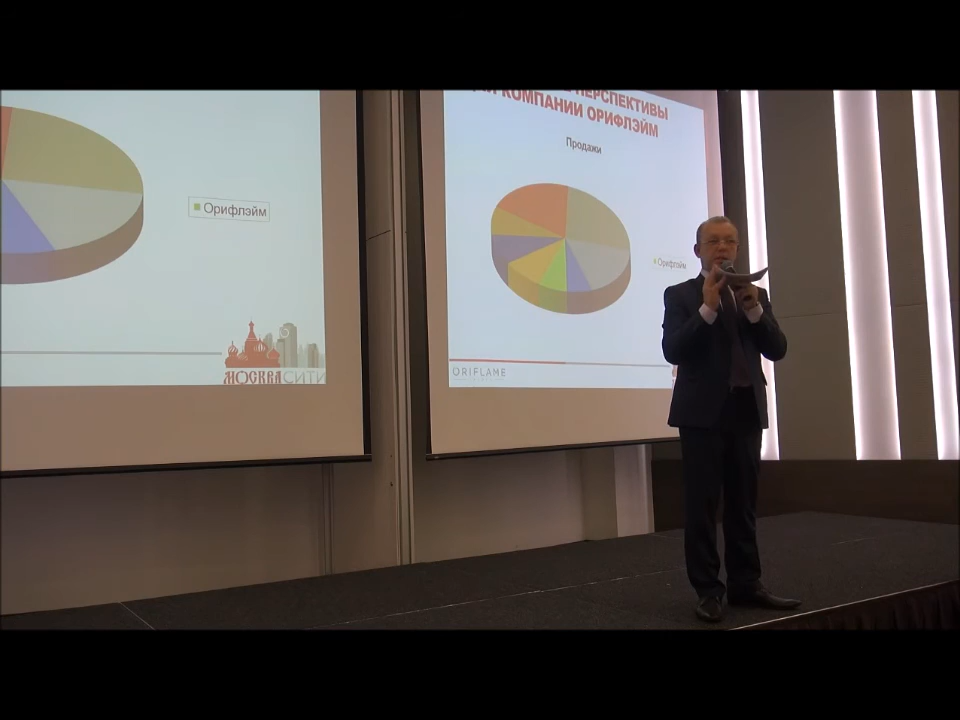 Орифлэйм
МОСКВА СИТИ
ПЕРСПЕКТИВЫ
КОМПАНИИ ОРИФЛЭЙМ
Продажи
Орифлэйм
ORIFLAME